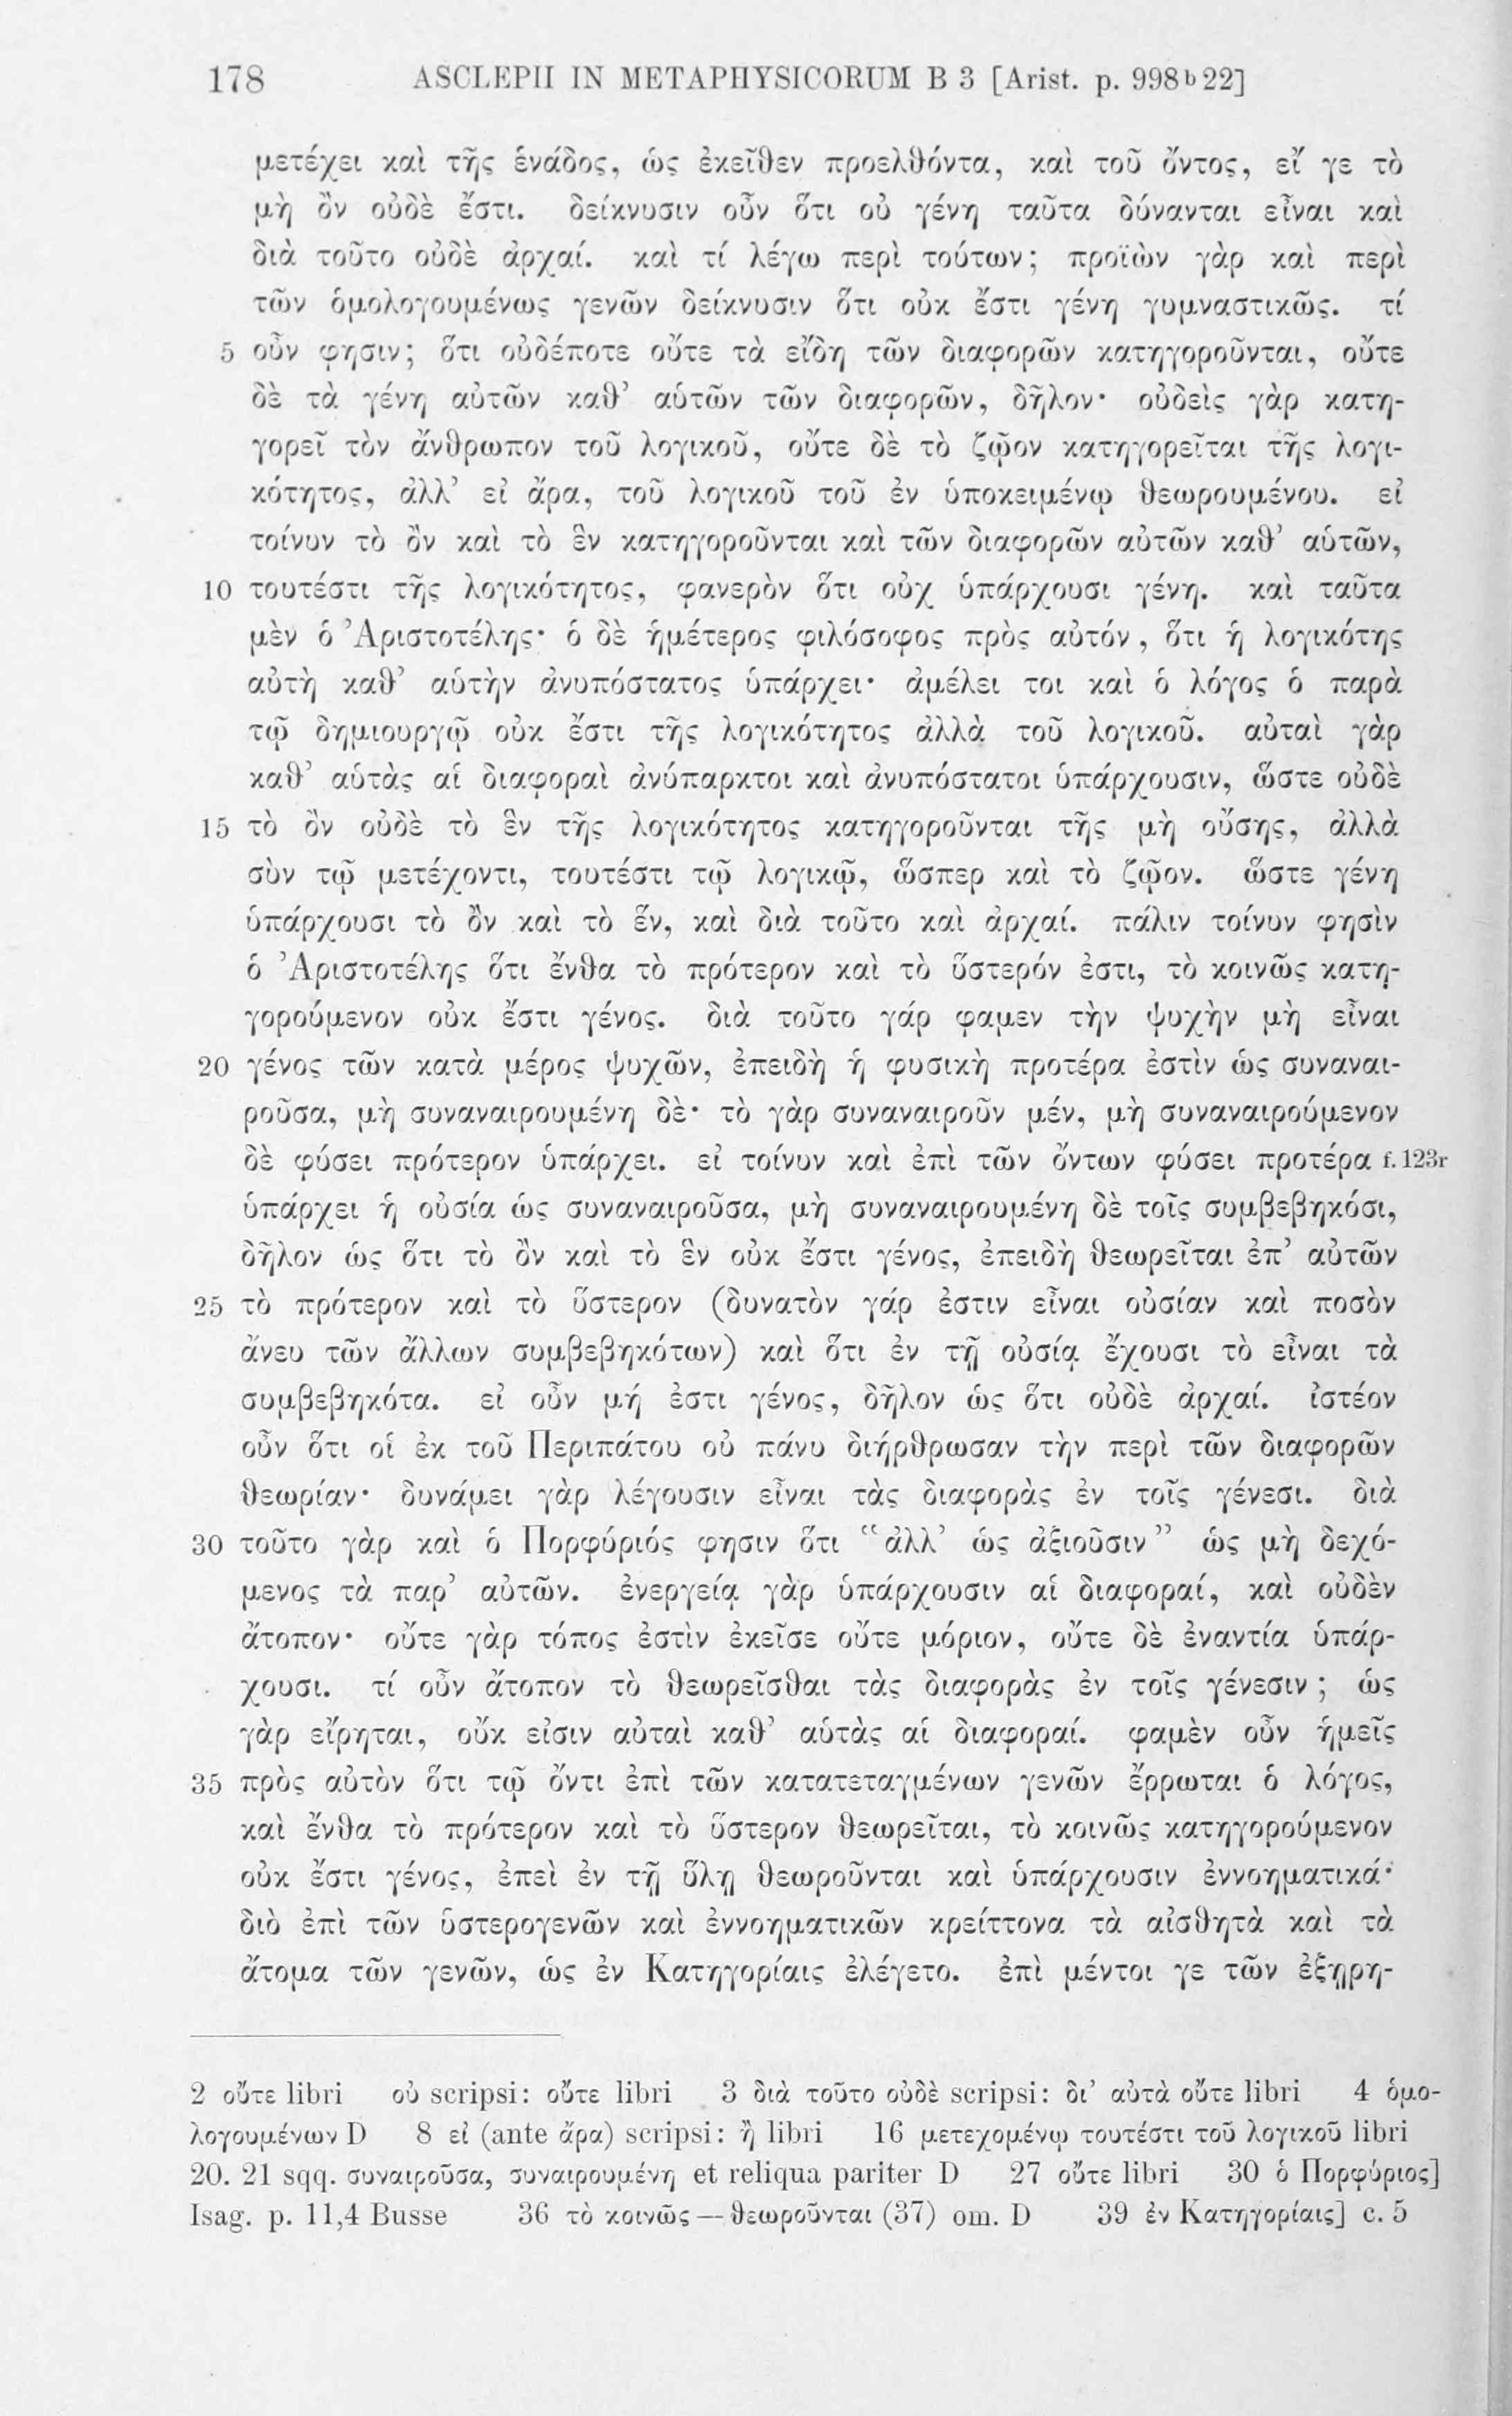 178 ASCLEPII IN METAPHYSICORUM B 3 [Arist. p. 998ᵇ22]
μετέχει καὶ τῆς ἑνάδος, ὡς ἐκεῖθεν προελθόντα, καὶ τοῦ ὄντος, εἴ γε τὸ
μὴ ὂν οὐδὲ ἔστι. δείκνυσιν οὖν ὅτι οὐ γένη ταῦτα δύνανται εἶναι καὶ
διὰ τοῦτο οὐδὲ ἀρχαί. καὶ τί λέγω περὶ τούτων; προϊὼν γὰρ καὶ περὶ
τῶν ὁμολογουμένως γενῶν δείκνυσιν ὅτι οὐκ ἔστι γένη γυμναστικῶς. τί
5 οὖν φησιν; ὅτι οὐδέποτε οὔτε τὰ εἴδη τῶν διαφορῶν κατηγοροῦνται, οὔτε
δὲ τὰ γένη αὐτῶν καθ’ αὑτῶν τῶν διαφορῶν, δῆλον· οὐδεὶς γὰρ κατη-
γορεῖ τὸν ἄνθρωπον τοῦ λογικοῦ, οὔτε δὲ τὸ ζῷον κατηγορεῖται τῆς λογι-
κότητος, ἀλλ’ εἰ ἄρα, τοῦ λογικοῦ τοῦ ἐν ὑποκειμένῳ θεωρουμένου. εἰ
τοίνυν τὸ ὂν καὶ τὸ ἓν κατηγοροῦνται καὶ τῶν διαφορῶν αὐτῶν καθ’ αὑτῶν,
10 τουτέστι τῆς λογικότητος, φανερὸν ὅτι οὐχ ὑπάρχουσι γένη. καὶ ταῦτα
μὲν ὁ Ἀριστοτέλης· ὁ δὲ ἡμέτερος φιλόσοφος πρὸς αὐτόν, ὅτι ἡ λογικότης
αὐτὴ καθ’ αὑτὴν ἀνυπόστατος ὑπάρχει· ἀμέλει τοι καὶ ὁ λόγος ὁ παρὰ
τῷ δημιουργῷ οὐκ ἔστι τῆς λογικότητος ἀλλὰ τοῦ λογικοῦ. αὐταὶ γὰρ
καθ’ αὑτὰς αἱ διαφοραὶ ἀνύπαρκτοι καὶ ἀνυπόστατοι ὑπάρχουσιν, ὥστε οὐδὲ
15 τὸ ὂν οὐδὲ τὸ ἓν τῆς λογικότητος κατηγοροῦνται τῆς μὴ οὔσης, ἀλλὰ
σὺν τῷ μετέχοντι, τουτέστι τῷ λογικῷ, ὥσπερ καὶ τὸ ζῷον. ὥστε γένη
ὑπάρχουσι τὸ ὂν καὶ τὸ ἕν, καὶ διὰ τοῦτο καὶ ἀρχαί. πάλιν τοίνυν φησὶν
ὁ Ἀριστοτέλης ὅτι ἔνθα τὸ πρότερον καὶ τὸ ὕστερόν ἐστι, τὸ κοινῶς κατη-
γορούμενον οὐκ ἔστι γένος. διὰ τοῦτο γάρ φαμεν τὴν ψυχὴν μὴ εἶναι
20 γένος τῶν κατὰ μέρος ψυχῶν, ἐπειδὴ ἡ φυσικὴ προτέρα ἐστὶν ὡς συναναι-
ροῦσα, μὴ συναναιρουμένη δὲ· τὸ γὰρ συναναιροῦν μέν, μὴ συναναιρούμενον
δὲ φύσει πρότερον ὑπάρχει. εἰ τοίνυν καὶ ἐπὶ τῶν ὄντων φύσει προτέρα f. 123r
ὑπάρχει ἡ οὐσία ὡς συναναιροῦσα, μὴ συναναιρουμένη δὲ τοῖς συμβεβηκόσι,
δῆλον ὡς ὅτι τὸ ὂν καὶ τὸ ἓν οὐκ ἔστι γένος, ἐπειδὴ θεωρεῖται ἐπ’ αὐτῶν
25 τὸ πρότερον καὶ τὸ ὕστερον (δυνατὸν γάρ ἐστιν εἶναι οὐσίαν καὶ ποσὸν
ἄνευ τῶν ἄλλων συμβεβηκότων) καὶ ὅτι ἐν τῇ οὐσίᾳ ἔχουσι τὸ εἶναι τὰ
συμβεβηκότα. εἰ οὖν μή ἐστι γένος, δῆλον ὡς ὅτι οὐδὲ ἀρχαί. ἰστέον
οὖν ὅτι οἱ ἐκ τοῦ Περιπάτου οὐ πάνυ διήρθρωσαν τὴν περὶ τῶν διαφορῶν
θεωρίαν· δυνάμει γὰρ λέγουσιν εἶναι τὰς διαφορὰς ἐν τοῖς γένεσι. διὰ
30 τοῦτο γὰρ καὶ ὁ Πορφύριός φησιν ὅτι “ἀλλ’ ὡς ἀξιοῦσιν” ὡς μὴ δεχό-
μενος τὰ παρ’ αὐτῶν. ἐνεργείᾳ γὰρ ὑπάρχουσιν αἱ διαφοραί, καὶ οὐδὲν
ἄτοπον· οὔτε γὰρ τόπος ἐστὶν ἐκεῖσε οὔτε μόριον, οὔτε δὲ ἐναντία ὑπάρ-
χουσι. τί οὖν ἄτοπον τὸ θεωρεῖσθαι τὰς διαφορὰς ἐν τοῖς γένεσιν; ὡς
γὰρ εἴρηται, οὔκ εἰσιν αὐταὶ καθ’ αὑτὰς αἱ διαφοραί. φαμὲν οὖν ἡμεῖς
35 πρὸς αὐτὸν ὅτι τῷ ὄντι ἐπὶ τῶν κατατεταγμένων γενῶν ἔρρωται ὁ λόγος,
καὶ ἔνθα τὸ πρότερον καὶ τὸ ὕστερον θεωρεῖται, τὸ κοινῶς κατηγορούμενον
οὐκ ἔστι γένος, ἐπεὶ ἐν τῇ ὕλῃ θεωροῦνται καὶ ὑπάρχουσιν ἐννοηματικά·
διὸ ἐπὶ τῶν ὑστερογενῶν καὶ ἐννοηματικῶν κρείττονα τὰ αἰσθητὰ καὶ τὰ
ἄτομα τῶν γενῶν, ὡς ἐν Κατηγορίαις ἐλέγετο. ἐπὶ μέντοι γε τῶν ἐξῃρη-
2 οὔτε libri οὐ scripsi: οὔτε libri 3 διὰ τοῦτο οὐδὲ scripsi: δι’ αὐτὰ οὔτε libri 4 ὁμο-
λογουμένων D 8 εἰ (ante ἄρα) scripsi: ἢ libri 16 μετεχομένῳ τουτέστι τοῦ λογικοῦ libri
20. 21 sqq. συναιροῦσα, συναιρουμένη et reliqua pariter D 27 οὔτε libri 30 ὁ Πορφύριος]
Isag. p. 11,4 Busse 36 τὸ κοινῶς — θεωροῦνται (37) om. D 39 ἐν Κατηγορίαις] c. 5